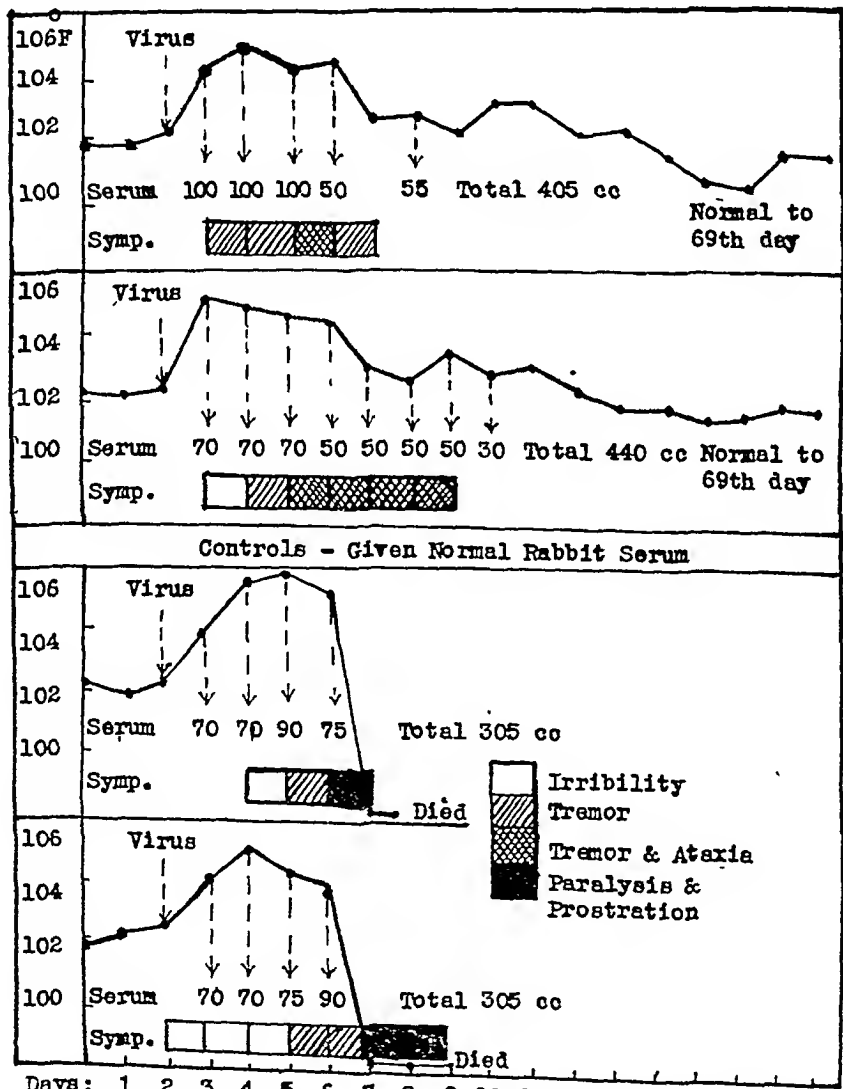 106F Virus
104
102
100 Serum 100 100 100 50 55 Total 405 cc
Normal to
Symp. 69th day
106 Virus
104
102
100 Serum 70 70 70 50 50 50 50 30 Total 440 cc Normal to
69th day
Symp.
Controls - Given Normal Rabbit Serum
106 Virus
104
102
Serum 70 70 90 75 Total 305 cc
100
Symp.
Died
Irribility
Tremor
Tremor & Ataxia
Paralysis &
Prostration
106 Virus
104
102
100 Serum 70 70 75 90 Total 305 cc
Symp.
Died
Days: 1 2 3 4 5 6 7 8 9